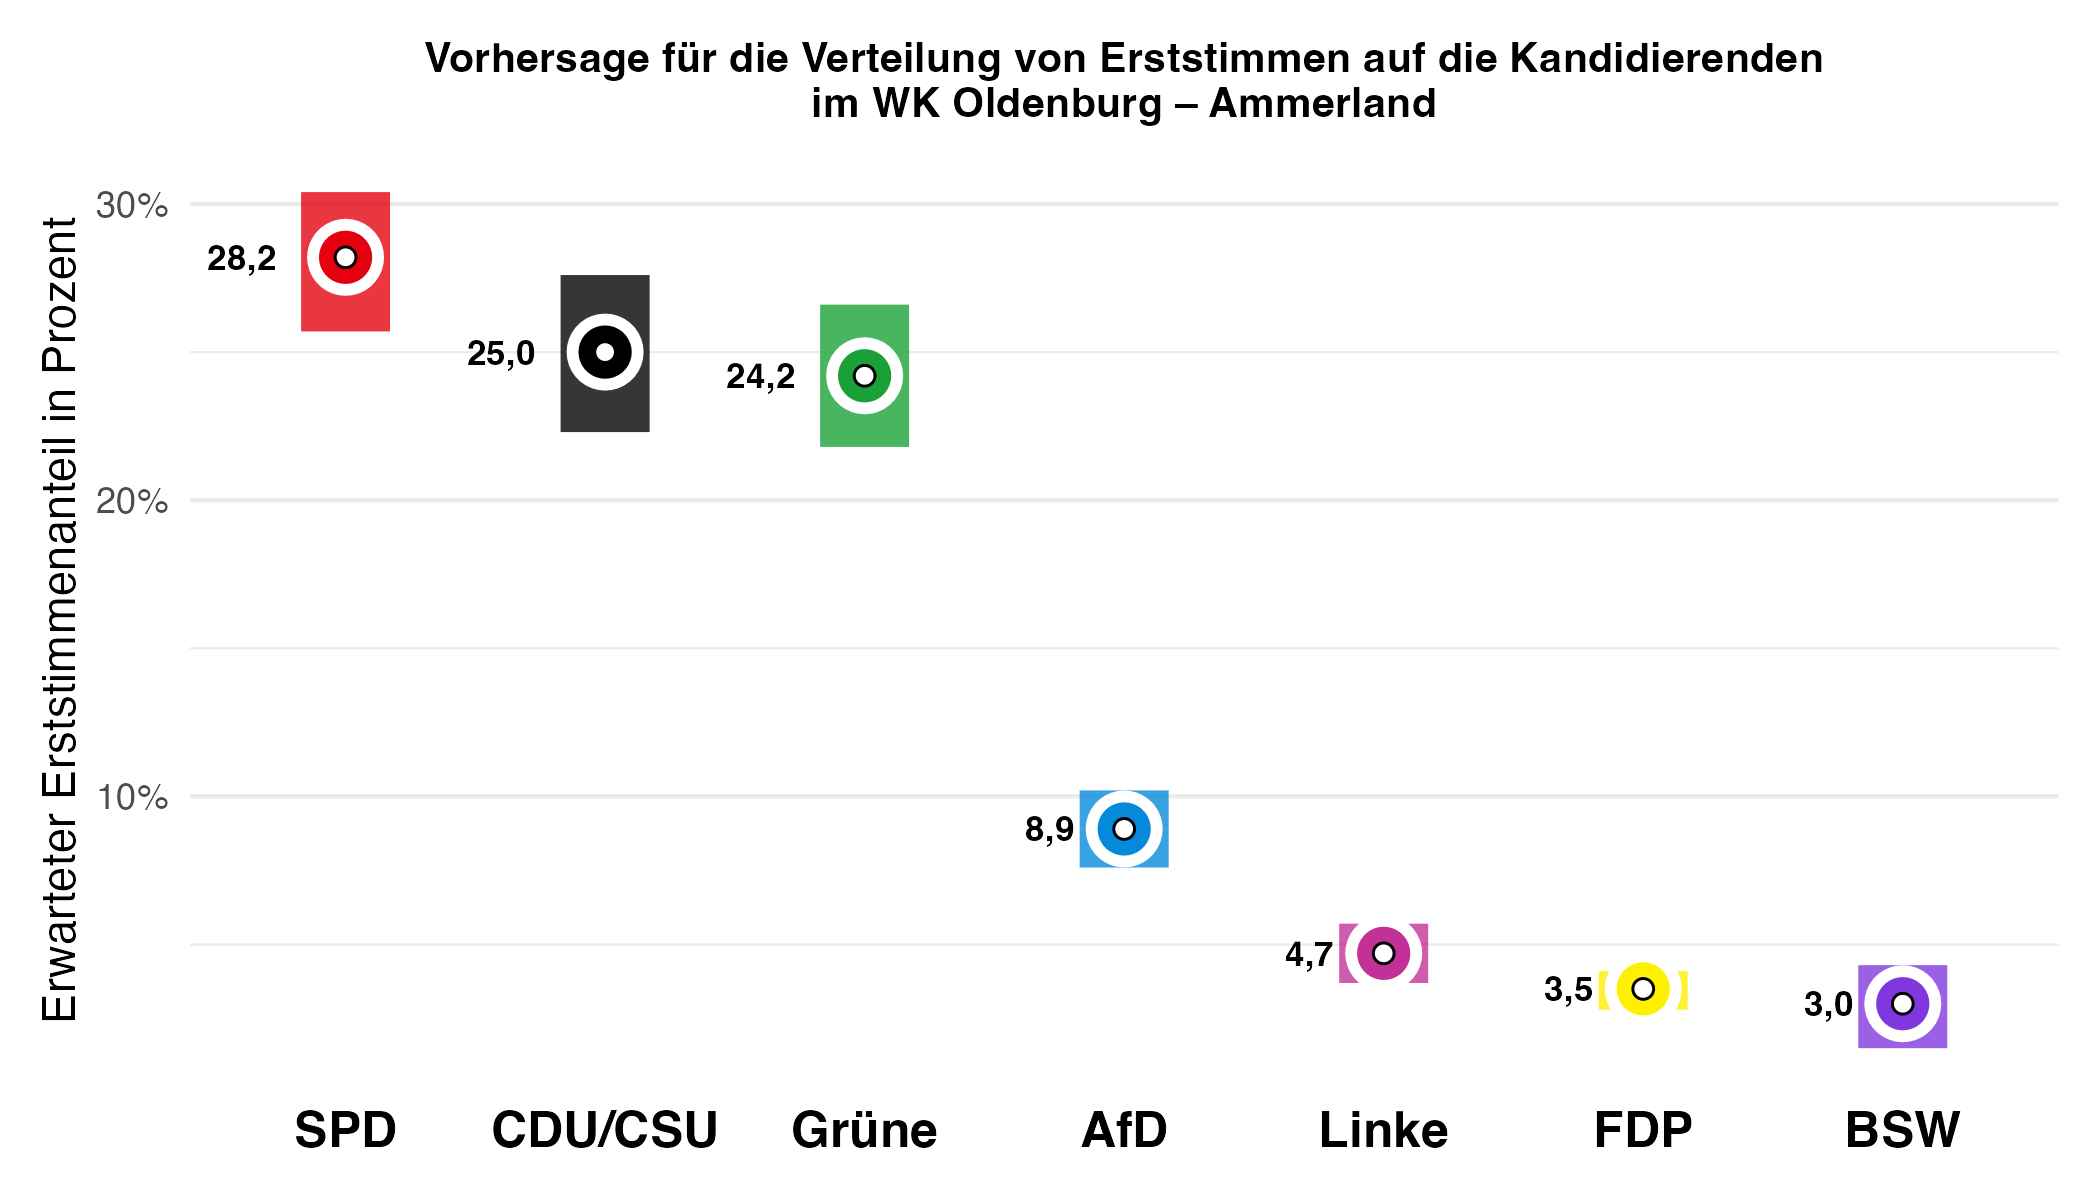 Vorhersage für die Verteilung von Erststimmen auf die Kandidierenden
im WK Oldenburg – Ammerland
Erwarteter Erststimmenanteil in Prozent
30%
20%
10%
28,2
25,0
24,2
8,9
4,7
3,5
3,0
SPD
CDU/CSU
Grüne
AfD
Linke
FDP
BSW